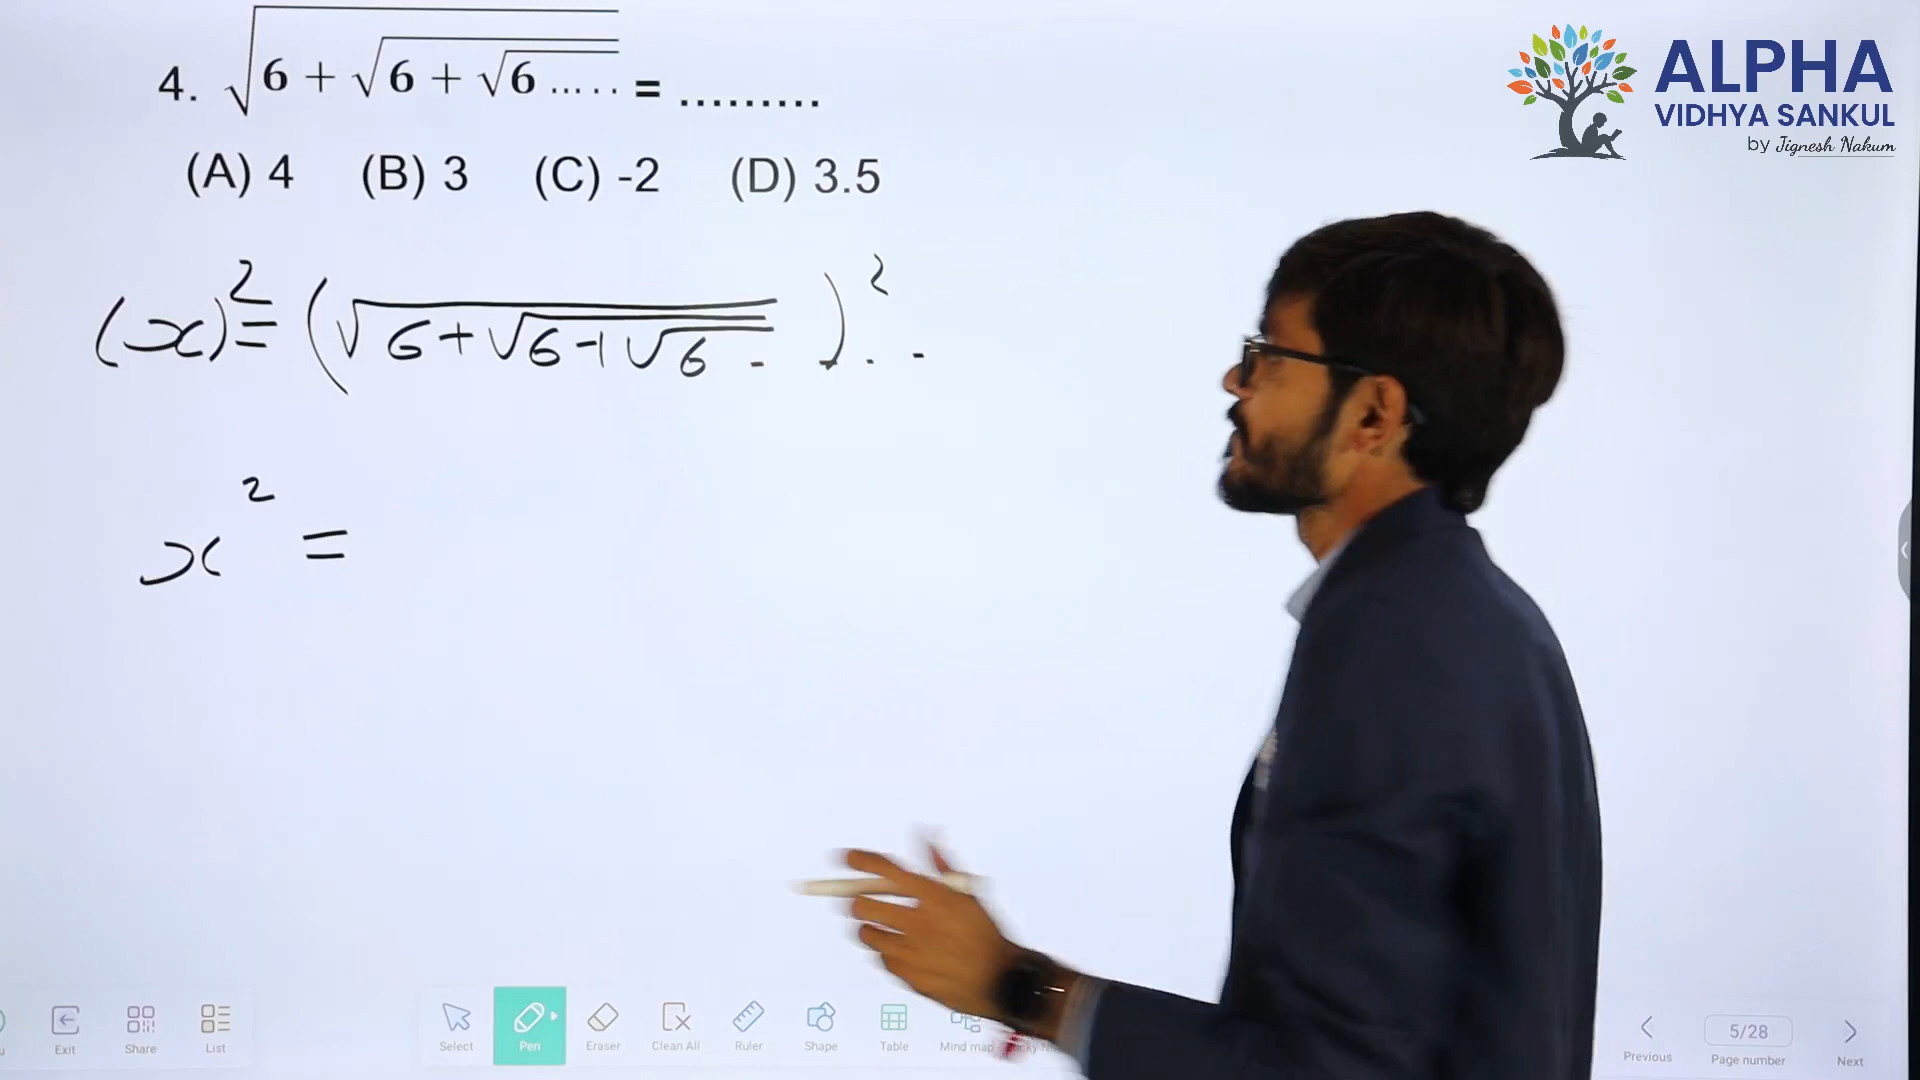 4. √(6 + √(6 + √6 ..... = .........
(A) 4 (B) 3 (C) -2 (D) 3.5
(x)² = (√(6+√(6+√6 - )² . . -
x² =
ALPHA
VIDHYA SANKUL
by Jignesh Nakum
Exit Share List Select Pen Eraser Clean All Ruler Shape Table Mind map Previous 5/28 Page number Next